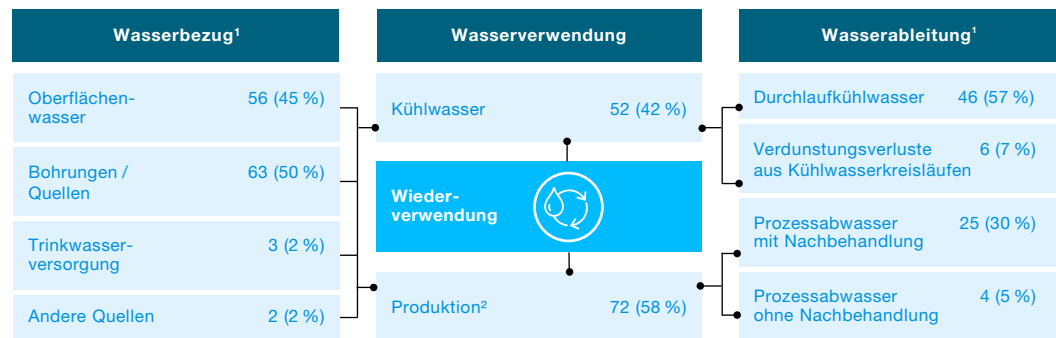 Wasserbezug¹
Oberflächen-
wasser
56 (45 %)
Bohrungen /
Quellen
63 (50 %)
Trinkwasser-
versorgung
3 (2 %)
Andere Quellen
2 (2 %)
Wasserverwendung
Kühlwasser
52 (42 %)
Wieder-
verwendung
Produktion²
72 (58 %)
Wasserableitung¹
Durchlaufkühlwasser
46 (57 %)
Verdunstungsverluste
aus Kühlwasserkreisläufen
6 (7 %)
Prozessabwasser
mit Nachbehandlung
25 (30 %)
Prozessabwasser
ohne Nachbehandlung
4 (5 %)